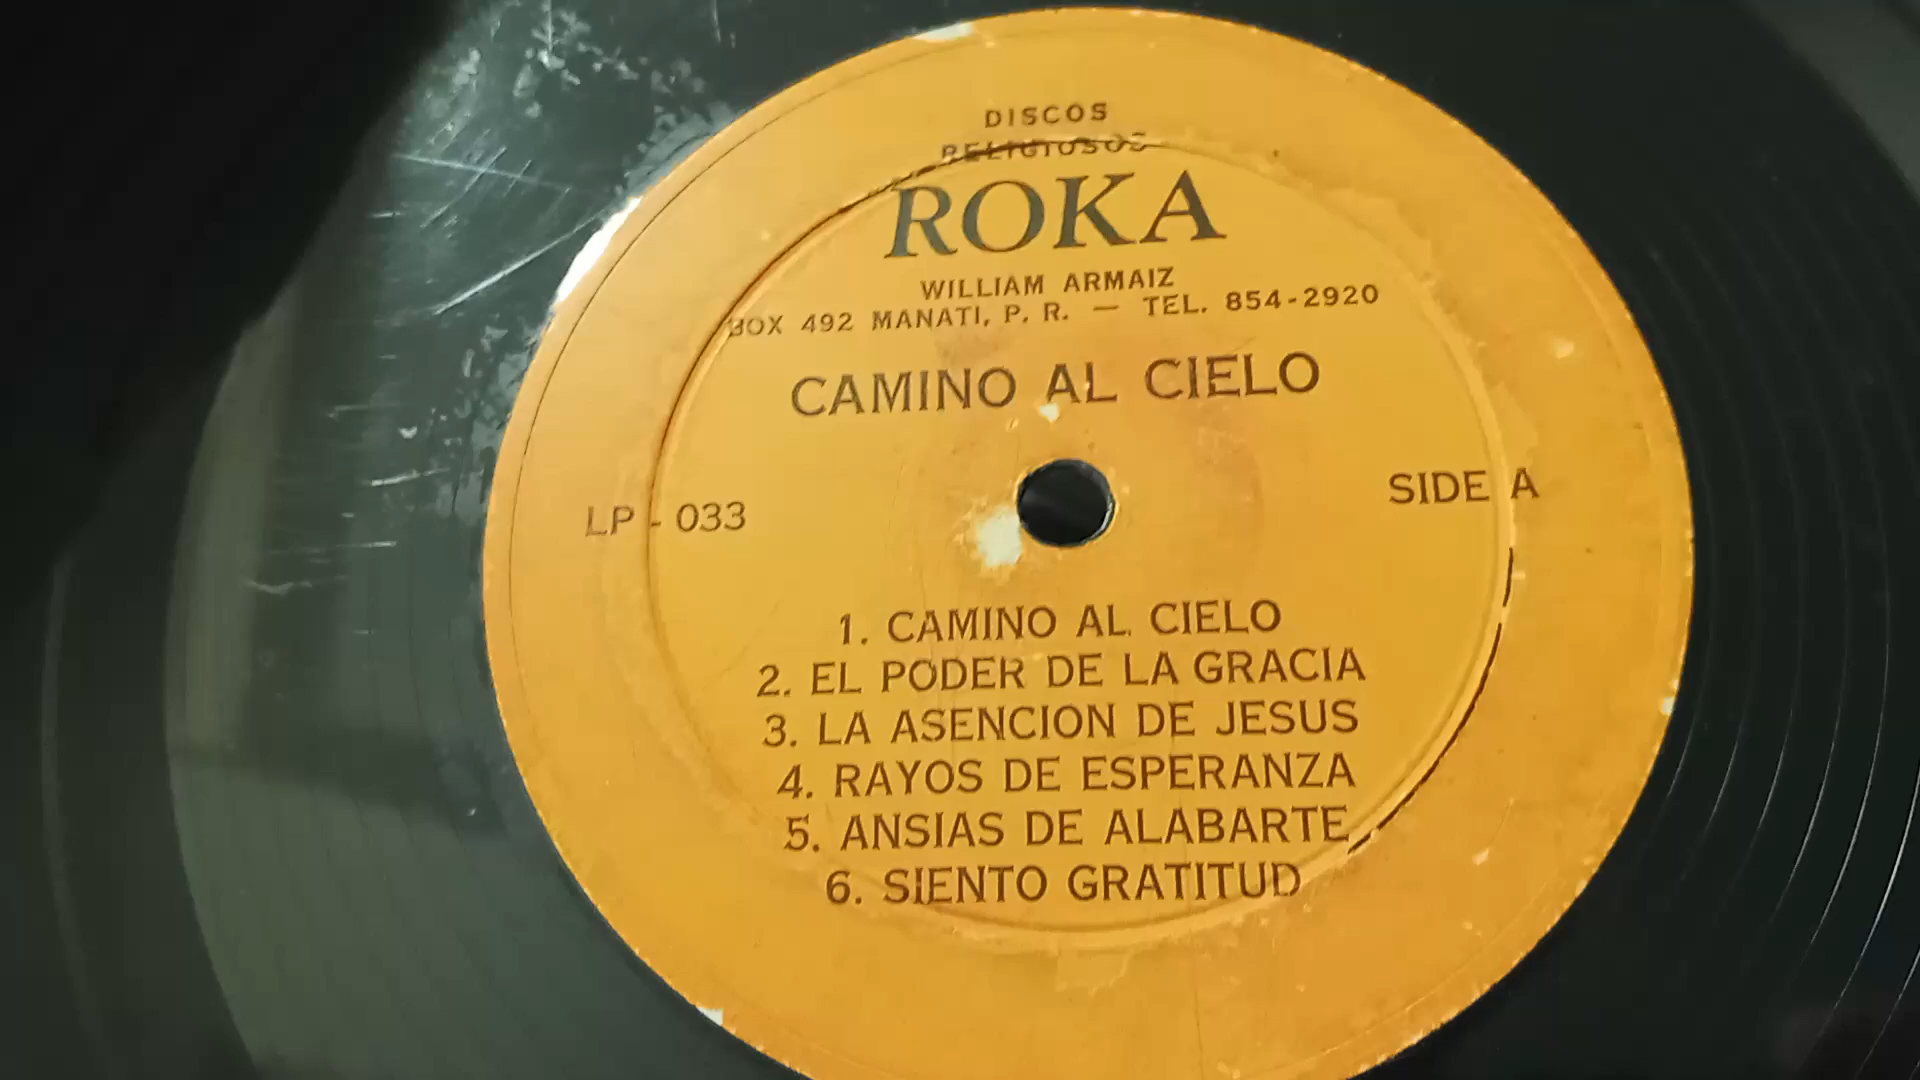 DISCOS
RELIGIOSOS
ROKA
WILLIAM ARMAIZ
BOX 492 MANATI, P. R. — TEL. 854-2920
CAMINO AL CIELO
LP - 033
SIDE A
1. CAMINO AL CIELO
2. EL PODER DE LA GRACIA
3. LA ASENCION DE JESUS
4. RAYOS DE ESPERANZA
5. ANSIAS DE ALABARTE
6. SIENTO GRATITUD